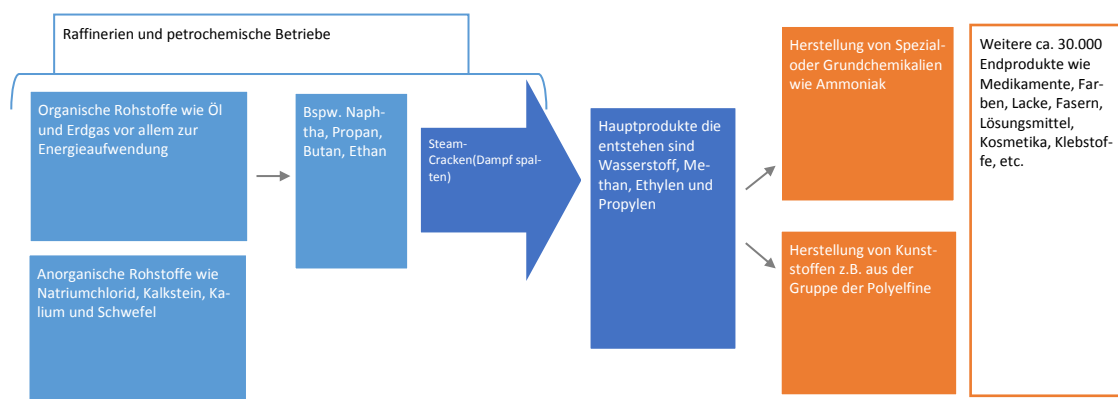 Raffinerien und petrochemische Betriebe
Organische Rohstoffe wie Öl
und Erdgas vor allem zur
Energieaufwendung
Anorganische Rohstoffe wie
Natriumchlorid, Kalkstein, Ka-
lium und Schwefel
Bspw. Naph-
tha, Propan,
Butan, Ethan
Steam-
Cracken(Dampf spal-
ten)
Hauptprodukte die
entstehen sind
Wasserstoff, Me-
than, Ethylen und
Propylen
Herstellung von Spezial-
oder Grundchemikalien
wie Ammoniak
Herstellung von Kunst-
stoffen z.B. aus der
Gruppe der Polyelfine
Weitere ca. 30.000
Endprodukte wie
Medikamente, Far-
ben, Lacke, Fasern,
Lösungsmittel,
Kosmetika, Klebstof-
fe, etc.